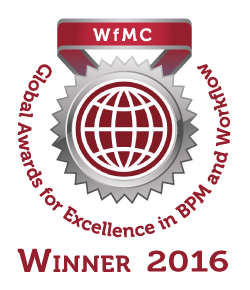 WfMC
Global Awards for Excellence in BPM and Workflow
WINNER 2016